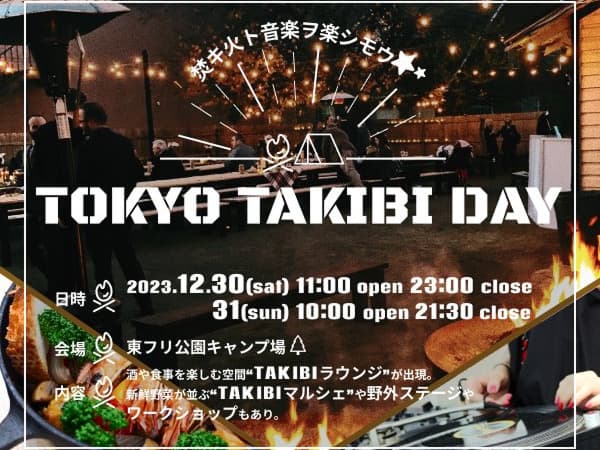 焚キ火ト音楽ヲ楽シモウ
TOKYO TAKIBI DAY
日時 2023.12.30(sat) 11:00 open 23:00 close
31(sun) 10:00 open 21:30 close
会場 東フリ公園キャンプ場
内容 酒や食事を楽しむ空間“TAKIBIラウンジ”が出現。
新鮮野菜が並ぶ“TAKIBIマルシェ”や野外ステージや
ワークショップもあり。